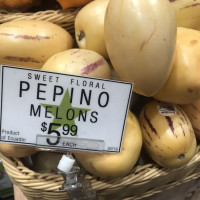 SWEET FLORAL
PEPINO
MELONS
$5.99
EACH
Product
of Ecuador